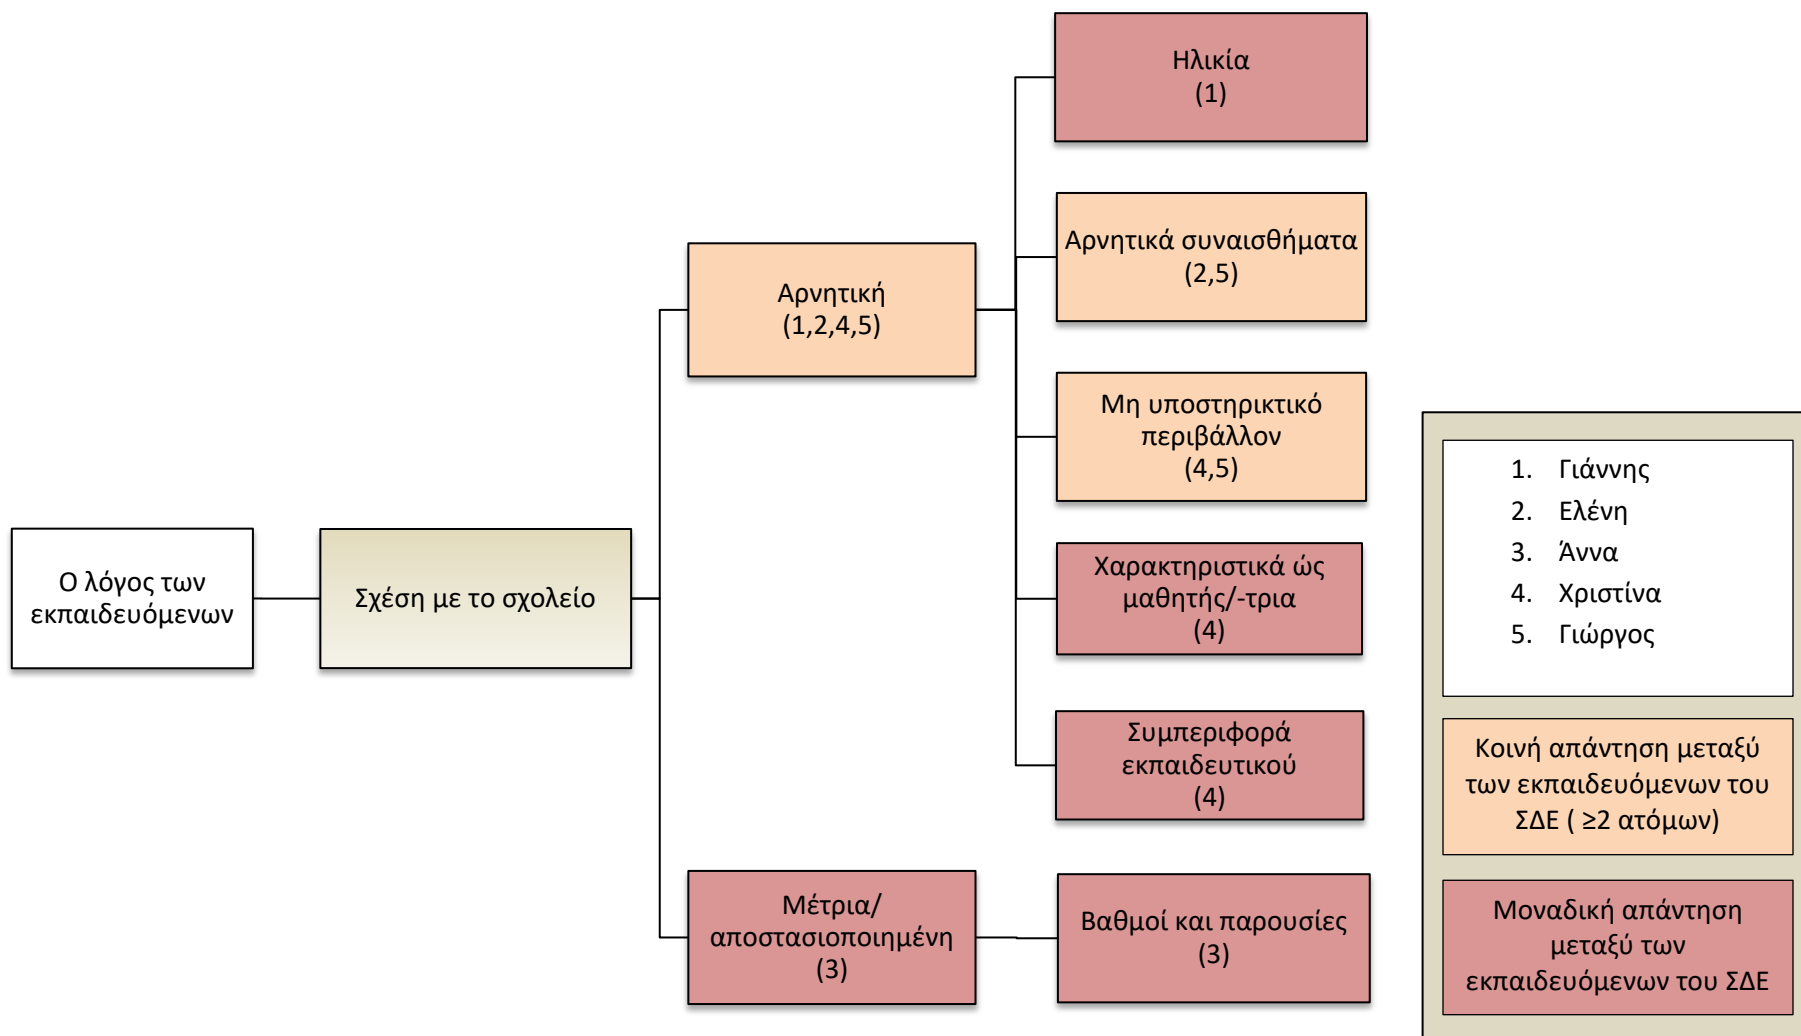 Ο λόγος των
εκπαιδευόμενων
Σχέση με το σχολείο
Αρνητική
(1,2,4,5)
Ηλικία
(1)
Αρνητικά συναισθήματα
(2,5)
Μη υποστηρικτικό
περιβάλλον
(4,5)
Χαρακτηριστικά ώς
μαθητής/-τρια
(4)
Συμπεριφορά
εκπαιδευτικού
(4)
Μέτρια/
αποστασιοποιημένη
(3)
Βαθμοί και παρουσίες
(3)
1. Γιάννης
2. Ελένη
3. Άννα
4. Χριστίνα
5. Γιώργος
Κοινή απάντηση μεταξύ
των εκπαιδευόμενων του
ΣΔΕ ( ≥2 ατόμων)
Μοναδική απάντηση
μεταξύ των
εκπαιδευόμενων του ΣΔΕ